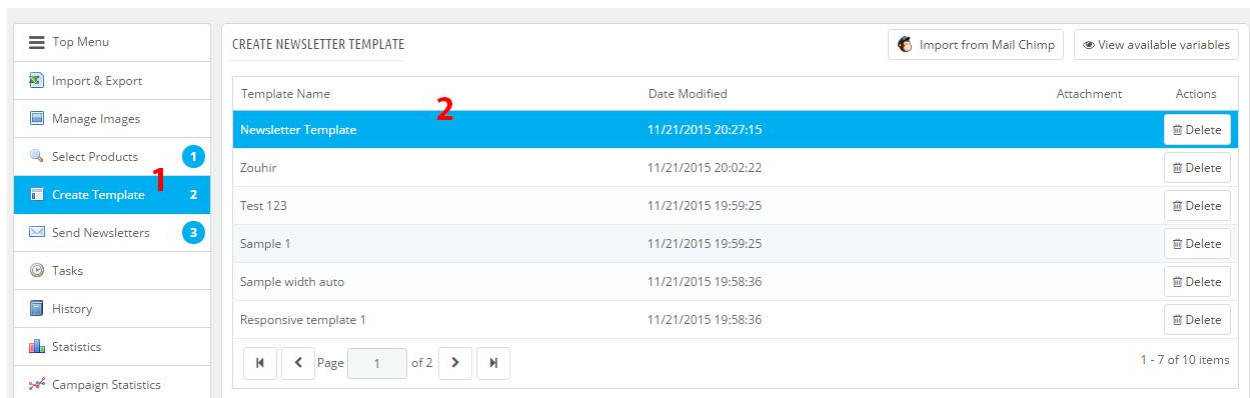 Top Menu
Import & Export
Manage Images
Select Products 1
1
Create Template 2
Send Newsletters 3
Tasks
History
Statistics
Campaign Statistics
CREATE NEWSLETTER TEMPLATE
Import from Mail Chimp
View available variables
Template Name Date Modified Attachment Actions
2
Newsletter Template 11/21/2015 20:27:15 Delete
Zouhir 11/21/2015 20:02:22 Delete
Test 123 11/21/2015 19:59:25 Delete
Sample 1 11/21/2015 19:59:25 Delete
Sample width auto 11/21/2015 19:58:36 Delete
Responsive template 1 11/21/2015 19:58:36 Delete
Page 1 of 2 1 - 7 of 10 items